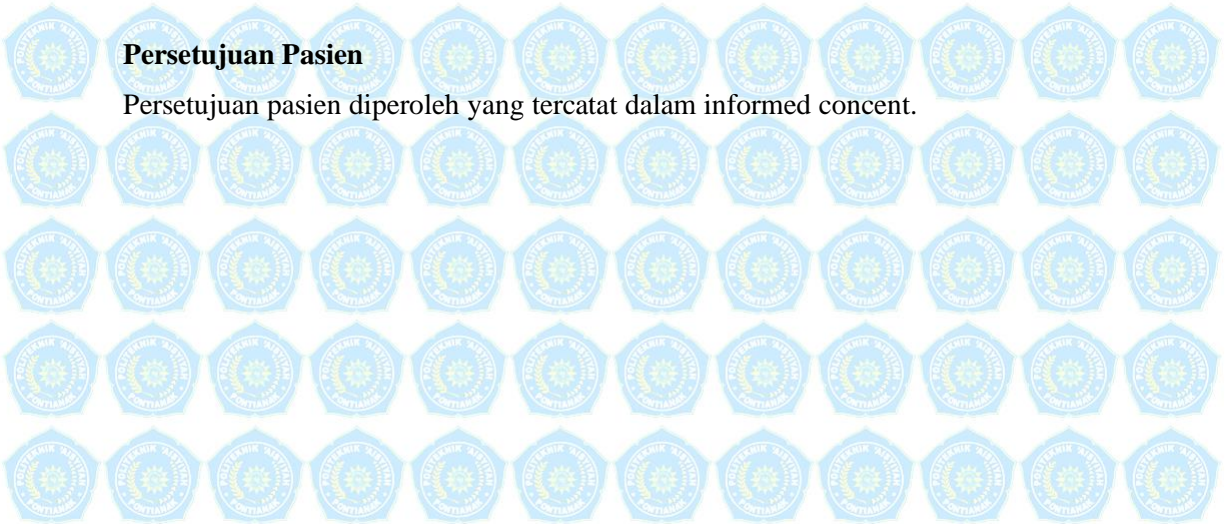 Persetujuan Pasien
Persetujuan pasien diperoleh yang tercatat dalam informed concent.